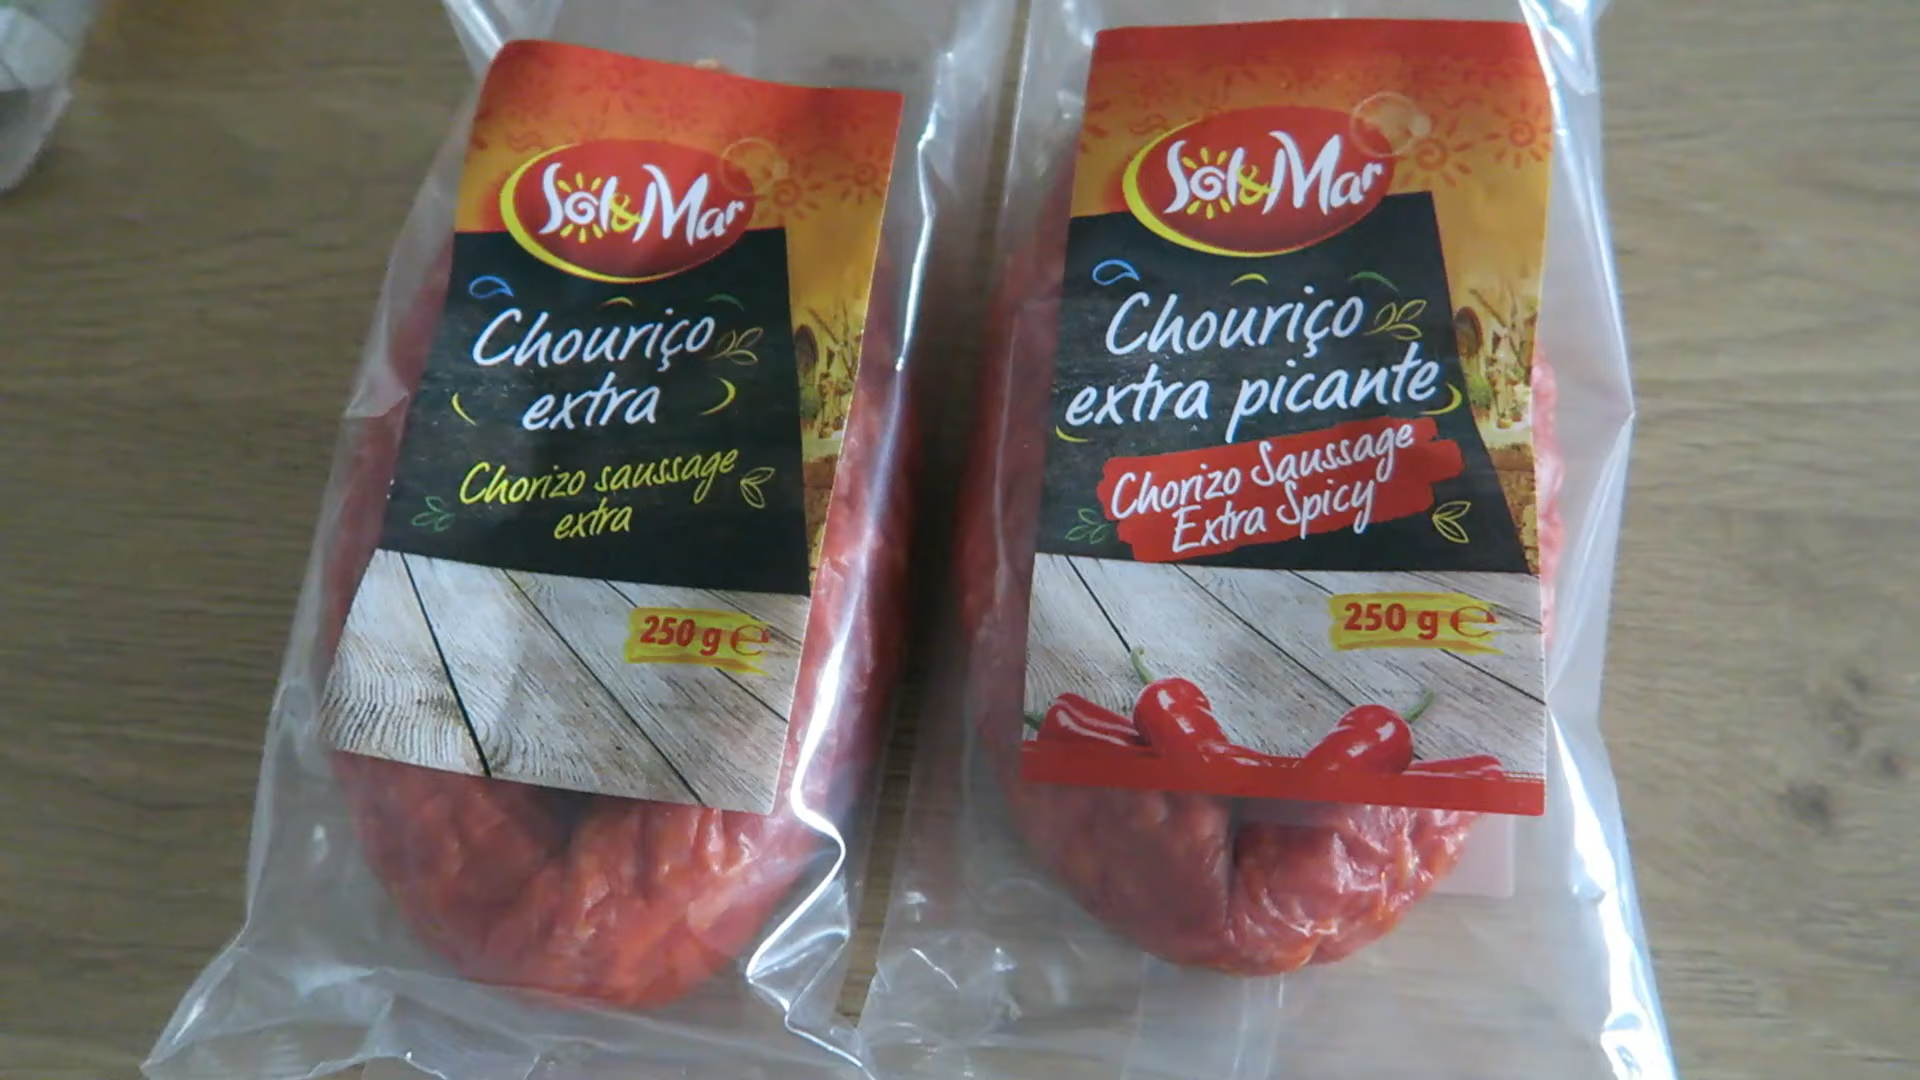 Sol&Mar
Chouriço
extra
Chorizo saussage
extra
250 g e
Sol&Mar
Chouriço
extra picante
Chorizo Saussage
Extra Spicy
250 g e